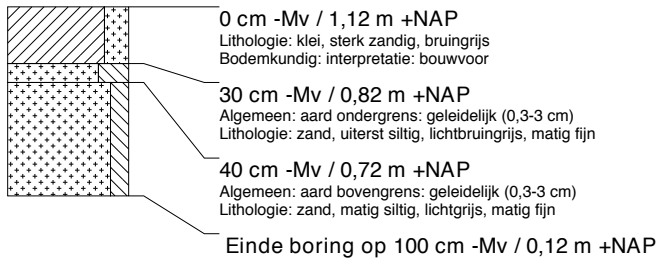 0 cm -Mv / 1,12 m +NAP
Lithologie: klei, sterk zandig, bruingrijs
Bodemkundig: interpretatie: bouwvoor
30 cm -Mv / 0,82 m +NAP
Algemeen: aard ondergrens: geleidelijk (0,3-3 cm)
Lithologie: zand, uiterst siltig, lichtbruingrijs, matig fijn
40 cm -Mv / 0,72 m +NAP
Algemeen: aard bovengrens: geleidelijk (0,3-3 cm)
Lithologie: zand, matig siltig, lichtgrijs, matig fijn
Einde boring op 100 cm -Mv / 0,12 m +NAP